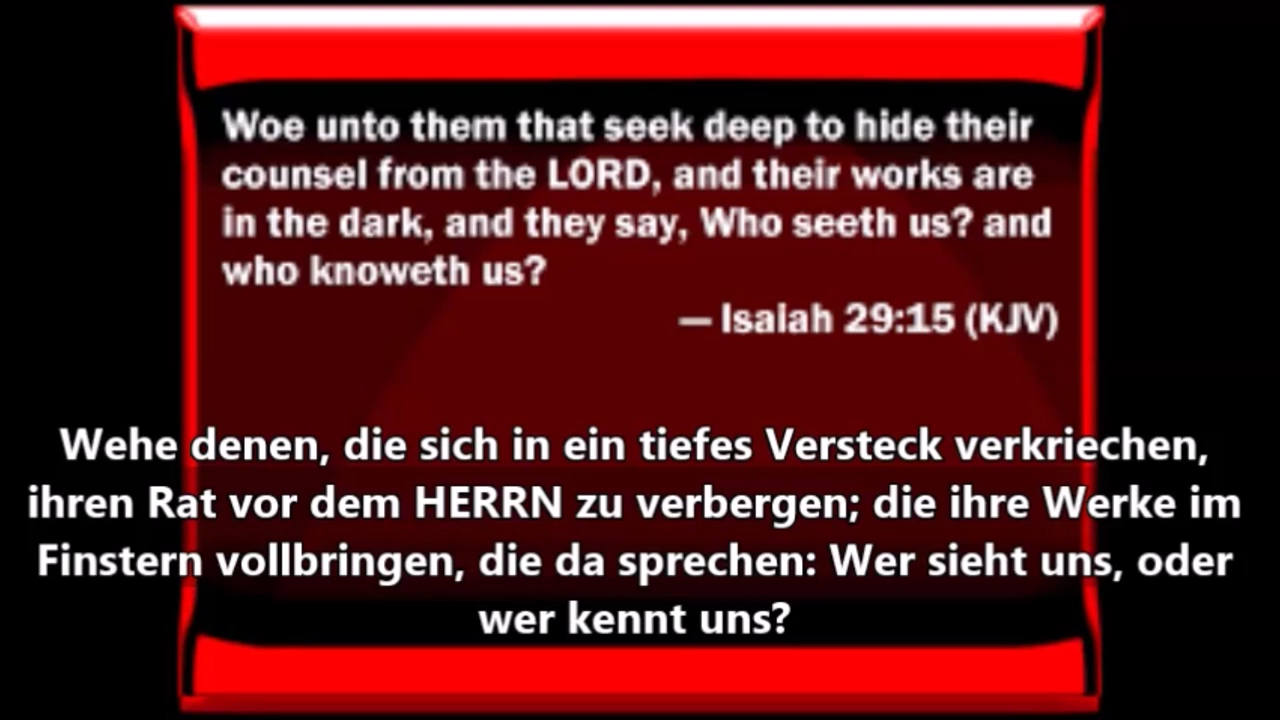 Woe unto them that seek deep to hide their
counsel from the LORD, and their works are
in the dark, and they say, Who seeth us? and
who knoweth us?
— Isaiah 29:15 (KJV)
Wehe denen, die sich in ein tiefes Versteck verkriechen,
ihren Rat vor dem HERRN zu verbergen; die ihre Werke im
Finstern vollbringen, die da sprechen: Wer sieht uns, oder
wer kennt uns?